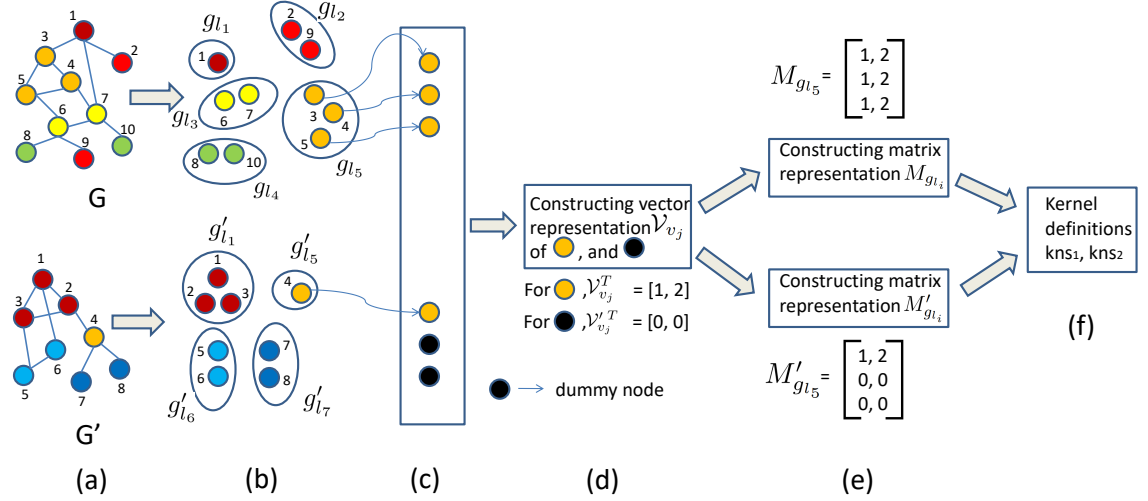 1
2
3
4
5
6
7
8
9
10
G
g_{l_1}
1
g_{l_2}
2
9
g_{l_3}
6
7
g_{l_4}
8
10
g_{l_5}
3
4
5
1
2
3
4
5
6
7
8
G’
g'_{l_1}
1
2
3
g'_{l_5}
4
g'_{l_6}
5
6
g'_{l_7}
7
8
Constructing vector
representation 𝒱_{v_j}
of , and
For ,𝒱_{v_j}^T = [1, 2]
For ,𝒱'_{v_j}^T = [0, 0]
dummy node
M_{g_{l_5}} =
1, 2
1, 2
1, 2
Constructing matrix
representation M_{g_{l_i}}
Constructing matrix
representation M'_{g_{l_i}}
M'_{g_{l_5}} =
1, 2
0, 0
0, 0
Kernel
definitions
kns₁, kns₂
(a)
(b)
(c)
(d)
(e)
(f)